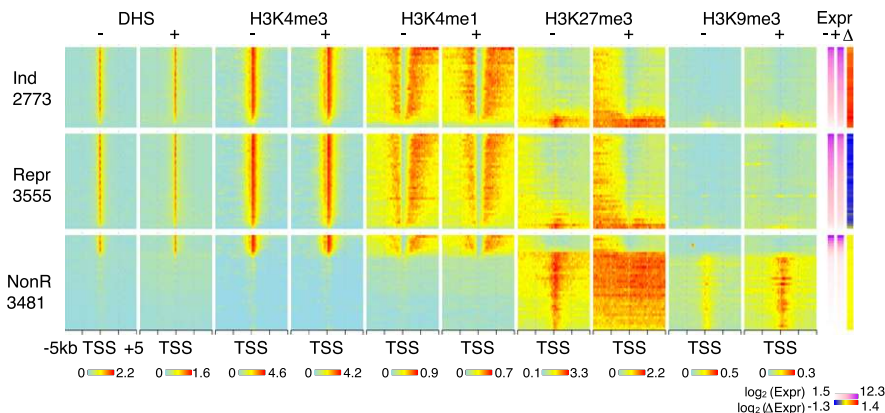 DHS H3K4me3 H3K4me1 H3K27me3 H3K9me3 Expr
- + - + - + - + - + -+Δ
Ind
2773
Repr
3555
NonR
3481
-5kb TSS +5 TSS TSS TSS TSS TSS TSS TSS TSS TSS
0 2.2 0 1.6 0 4.6 0 4.2 0 0.9 0 0.7 0.1 3.3 0 2.2 0 0.5 0 0.3
log2 (Expr) 1.5 12.3
log2 (ΔExpr) -1.3 1.4